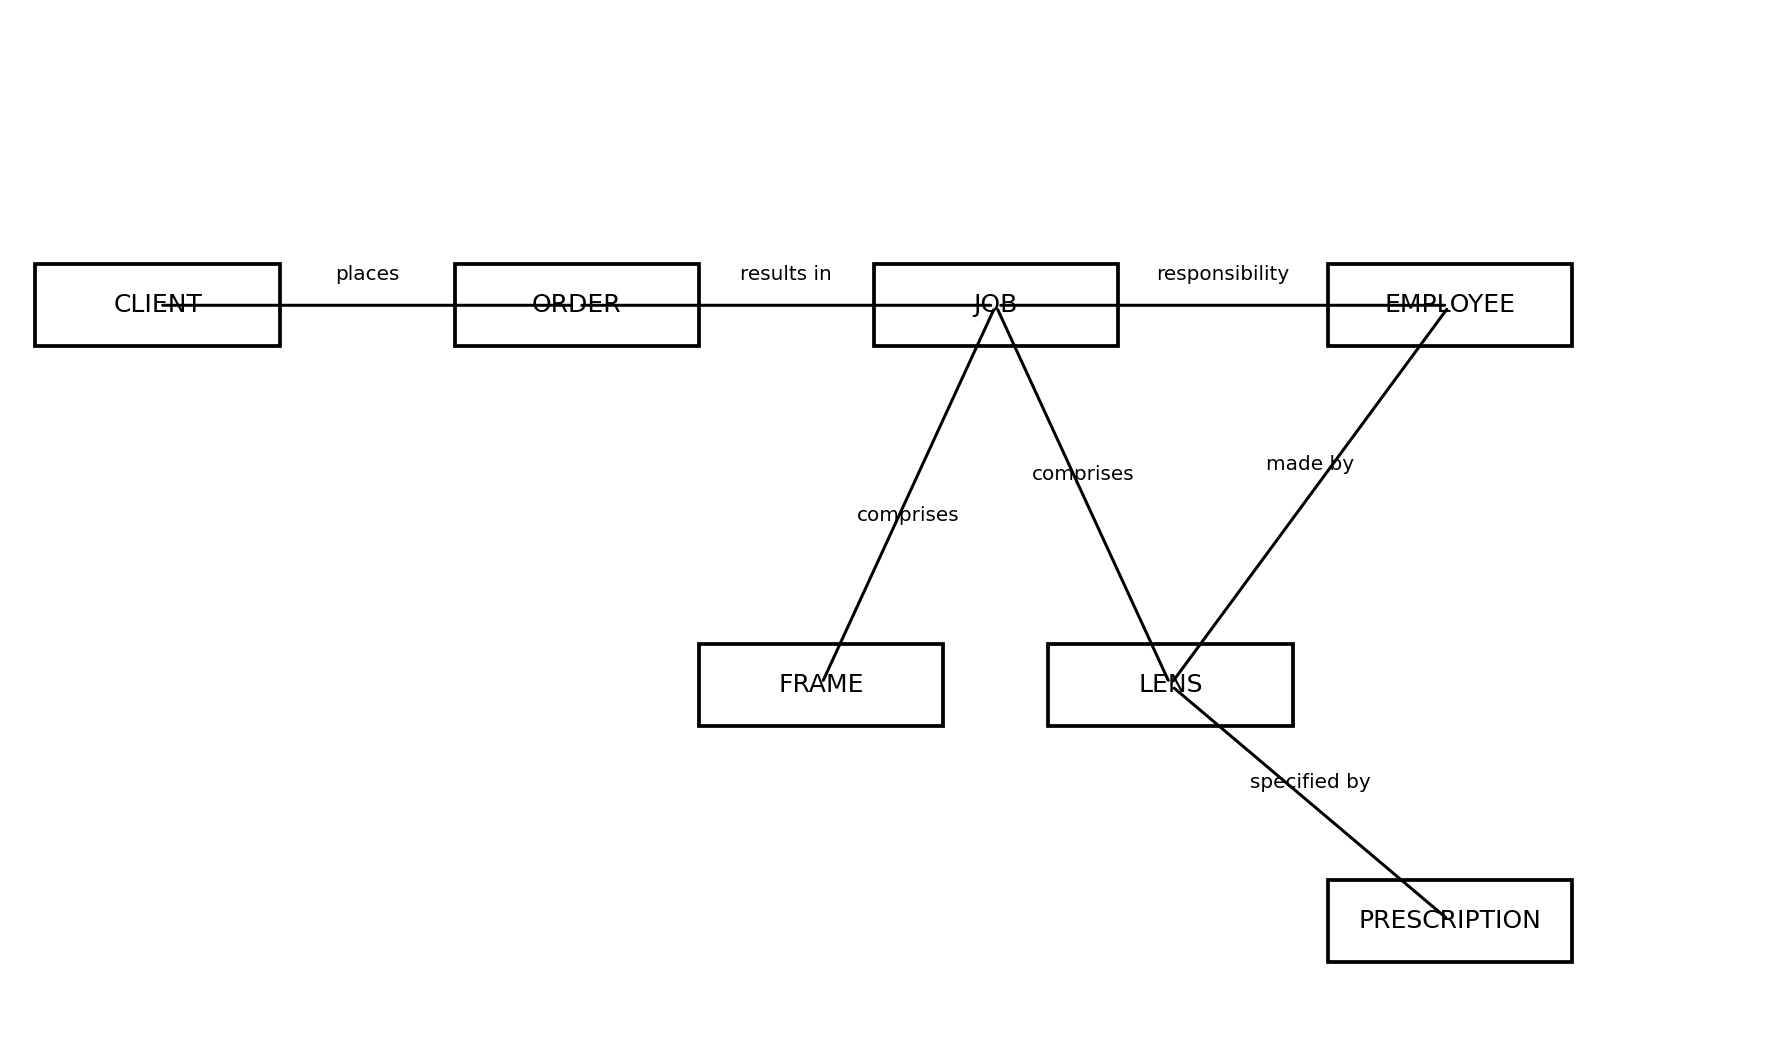 places
results in
responsibility
CLIENT
ORDER
JOB
EMPLOYEE
made by
comprises
comprises
FRAME
LENS
specified by
PRESCRIPTION